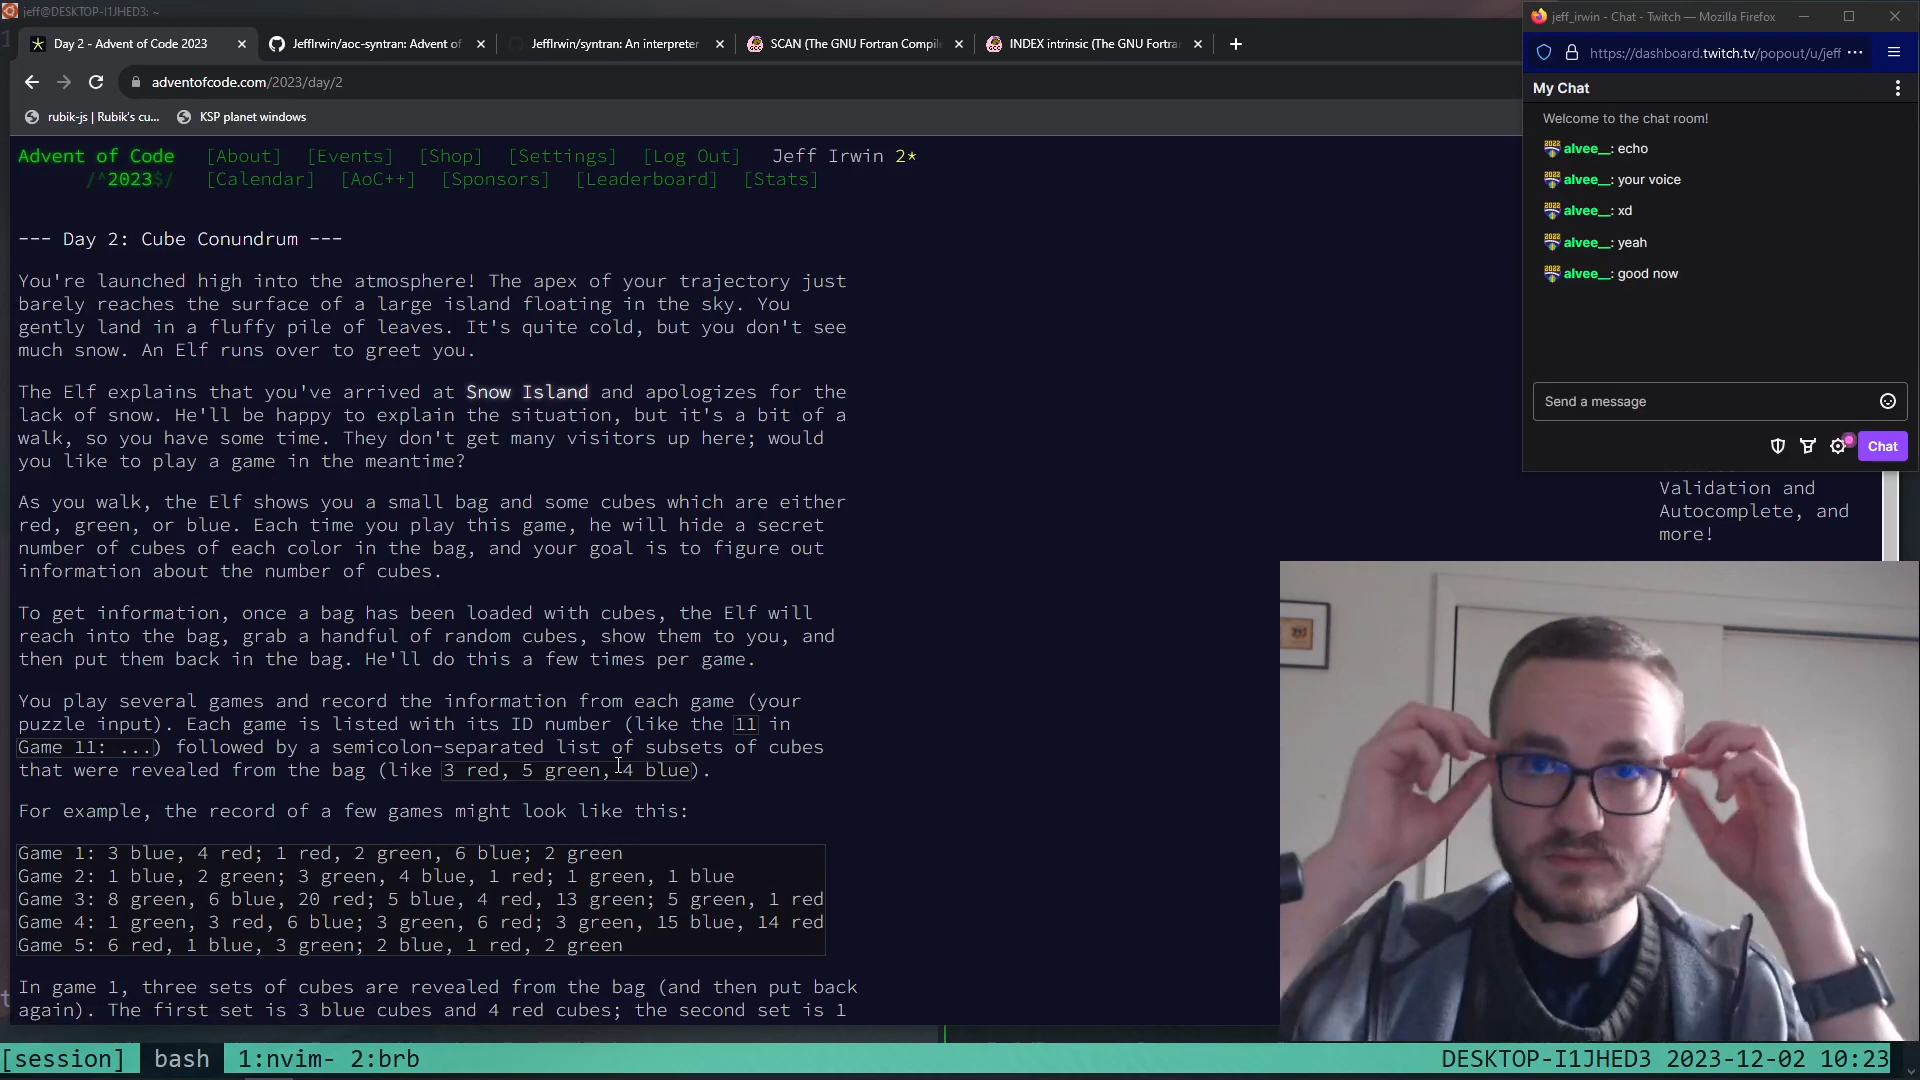 jeff@DESKTOP-I1JHED3: ~
Day 2 - Advent of Code 2023
JeffIrwin/aoc-syntran: Advent of
JeffIrwin/syntran: An interpreter
SCAN (The GNU Fortran Compile
INDEX intrinsic (The GNU Fortra
adventofcode.com/2023/day/2
rubik-js | Rubik's cu...
KSP planet windows
Advent of Code [About] [Events] [Shop] [Settings] [Log Out] Jeff Irwin 2*
/^2023$/ [Calendar] [AoC++] [Sponsors] [Leaderboard] [Stats]
--- Day 2: Cube Conundrum ---
You're launched high into the atmosphere! The apex of your trajectory just
barely reaches the surface of a large island floating in the sky. You
gently land in a fluffy pile of leaves. It's quite cold, but you don't see
much snow. An Elf runs over to greet you.
The Elf explains that you've arrived at Snow Island and apologizes for the
lack of snow. He'll be happy to explain the situation, but it's a bit of a
walk, so you have some time. They don't get many visitors up here; would
you like to play a game in the meantime?
As you walk, the Elf shows you a small bag and some cubes which are either
red, green, or blue. Each time you play this game, he will hide a secret
number of cubes of each color in the bag, and your goal is to figure out
information about the number of cubes.
To get information, once a bag has been loaded with cubes, the Elf will
reach into the bag, grab a handful of random cubes, show them to you, and
then put them back in the bag. He'll do this a few times per game.
You play several games and record the information from each game (your
puzzle input). Each game is listed with its ID number (like the 11 in
Game 11: ...) followed by a semicolon-separated list of subsets of cubes
that were revealed from the bag (like 3 red, 5 green, 4 blue).
For example, the record of a few games might look like this:
Game 1: 3 blue, 4 red; 1 red, 2 green, 6 blue; 2 green
Game 2: 1 blue, 2 green; 3 green, 4 blue, 1 red; 1 green, 1 blue
Game 3: 8 green, 6 blue, 20 red; 5 blue, 4 red, 13 green; 5 green, 1 red
Game 4: 1 green, 3 red, 6 blue; 3 green, 6 red; 3 green, 15 blue, 14 red
Game 5: 6 red, 1 blue, 3 green; 2 blue, 1 red, 2 green
In game 1, three sets of cubes are revealed from the bag (and then put back
again). The first set is 3 blue cubes and 4 red cubes; the second set is 1
jeff_irwin - Chat - Twitch — Mozilla Firefox
https://dashboard.twitch.tv/popout/u/jeff
My Chat
Welcome to the chat room!
alvee__: echo
alvee__: your voice
alvee__: xd
alvee__: yeah
alvee__: good now
Send a message
Chat
Validation and
Autocomplete, and
more!
[session] bash 1:nvim- 2:brb
DESKTOP-I1JHED3 2023-12-02 10:23